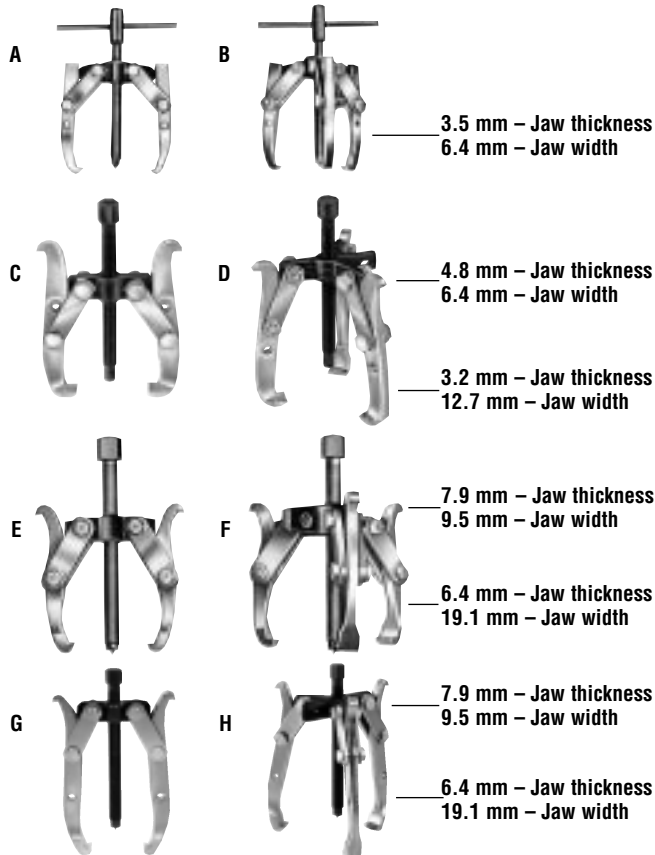 A
B
3.5 mm – Jaw thickness
6.4 mm – Jaw width
C
D
4.8 mm – Jaw thickness
6.4 mm – Jaw width
3.2 mm – Jaw thickness
12.7 mm – Jaw width
E
F
7.9 mm – Jaw thickness
9.5 mm – Jaw width
6.4 mm – Jaw thickness
19.1 mm – Jaw width
G
H
7.9 mm – Jaw thickness
9.5 mm – Jaw width
6.4 mm – Jaw thickness
19.1 mm – Jaw width